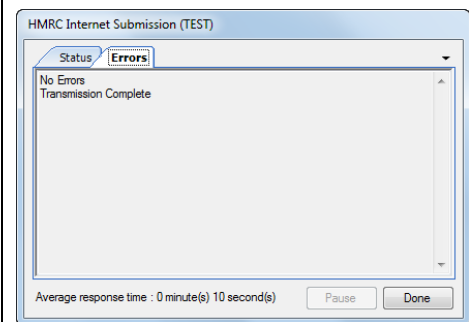 HMRC Internet Submission (TEST)
Status Errors
No Errors
Transmission Complete
Average response time : 0 minute(s) 10 second(s) Pause Done